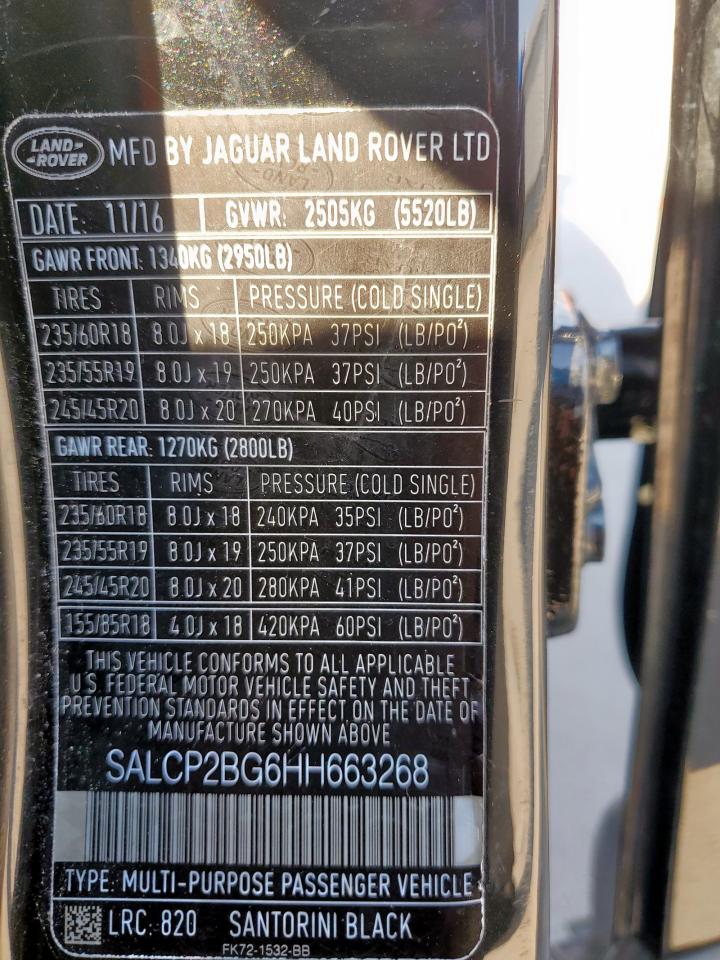 LAND-
-ROVER
MFD BY JAGUAR LAND ROVER LTD
DATE: 11/16 GVWR: 2505KG (5520LB)
GAWR FRONT: 1340KG (2950LB)
TIRES RIMS PRESSURE (COLD SINGLE)
235/60R18 8.0J x 18 250KPA 37PSI (LB/PO²)
235/55R19 8.0J x 19 250KPA 37PSI (LB/PO²)
245/45R20 8.0J x 20 270KPA 40PSI (LB/PO²)
GAWR REAR: 1270KG (2800LB)
TIRES RIMS PRESSURE (COLD SINGLE)
235/60R18 8.0J x 18 240KPA 35PSI (LB/PO²)
235/55R19 8.0J x 19 250KPA 37PSI (LB/PO²)
245/45R20 8.0J x 20 280KPA 41PSI (LB/PO²)
155/85R18 4.0J x 18 420KPA 60PSI (LB/PO²)
THIS VEHICLE CONFORMS TO ALL APPLICABLE
U.S. FEDERAL MOTOR VEHICLE SAFETY AND THEFT
PREVENTION STANDARDS IN EFFECT ON THE DATE OF
MANUFACTURE SHOWN ABOVE
SALCP2BG6HH663268
TYPE: MULTI-PURPOSE PASSENGER VEHICLE
LRC: 820 SANTORINI BLACK
FK72-1532-BB